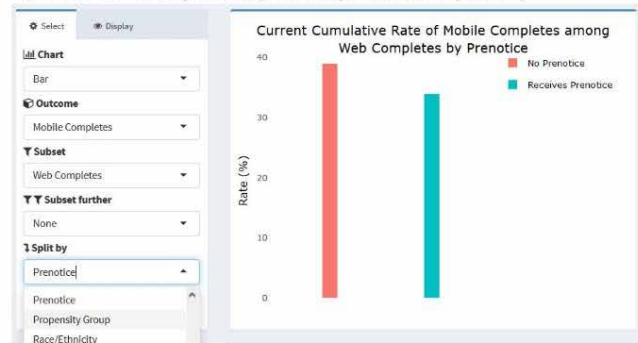 Select
Display
Chart
Bar
Outcome
Mobile Completes
Subset
Web Completes
Subset further
None
Split by
Prenotice
Prenotice
Propensity Group
Race/Ethnicity
Current Cumulative Rate of Mobile Completes among
Web Completes by Prenotice
No Prenotice
Receives Prenotice
Rate (%)
40
30
20
10
0